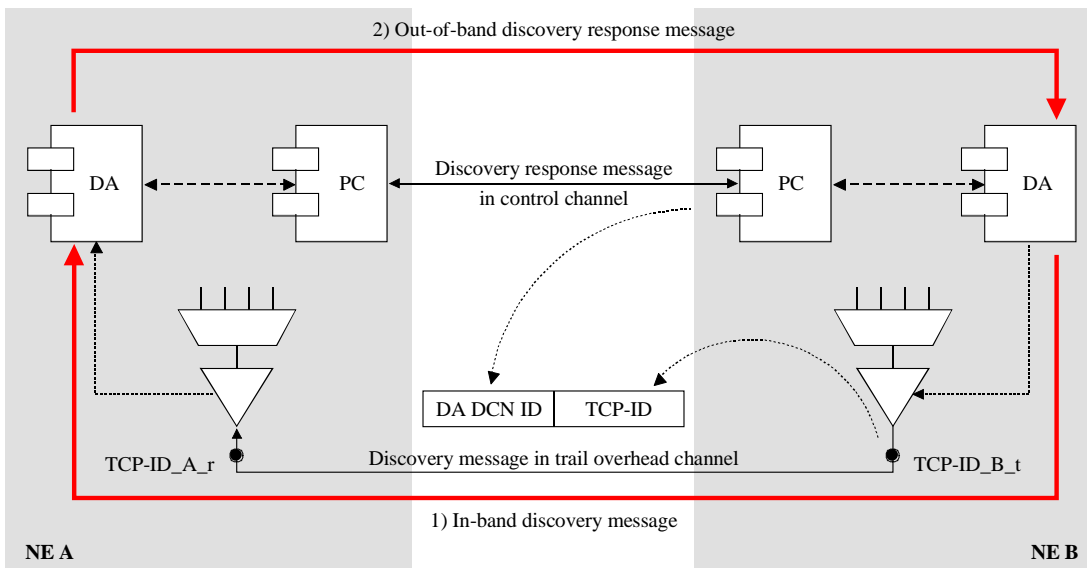 2) Out-of-band discovery response message
DA
PC
Discovery response message
in control channel
PC
DA
DA DCN ID
TCP-ID
TCP-ID_A_r
Discovery message in trail overhead channel
TCP-ID_B_t
1) In-band discovery message
NE A
NE B